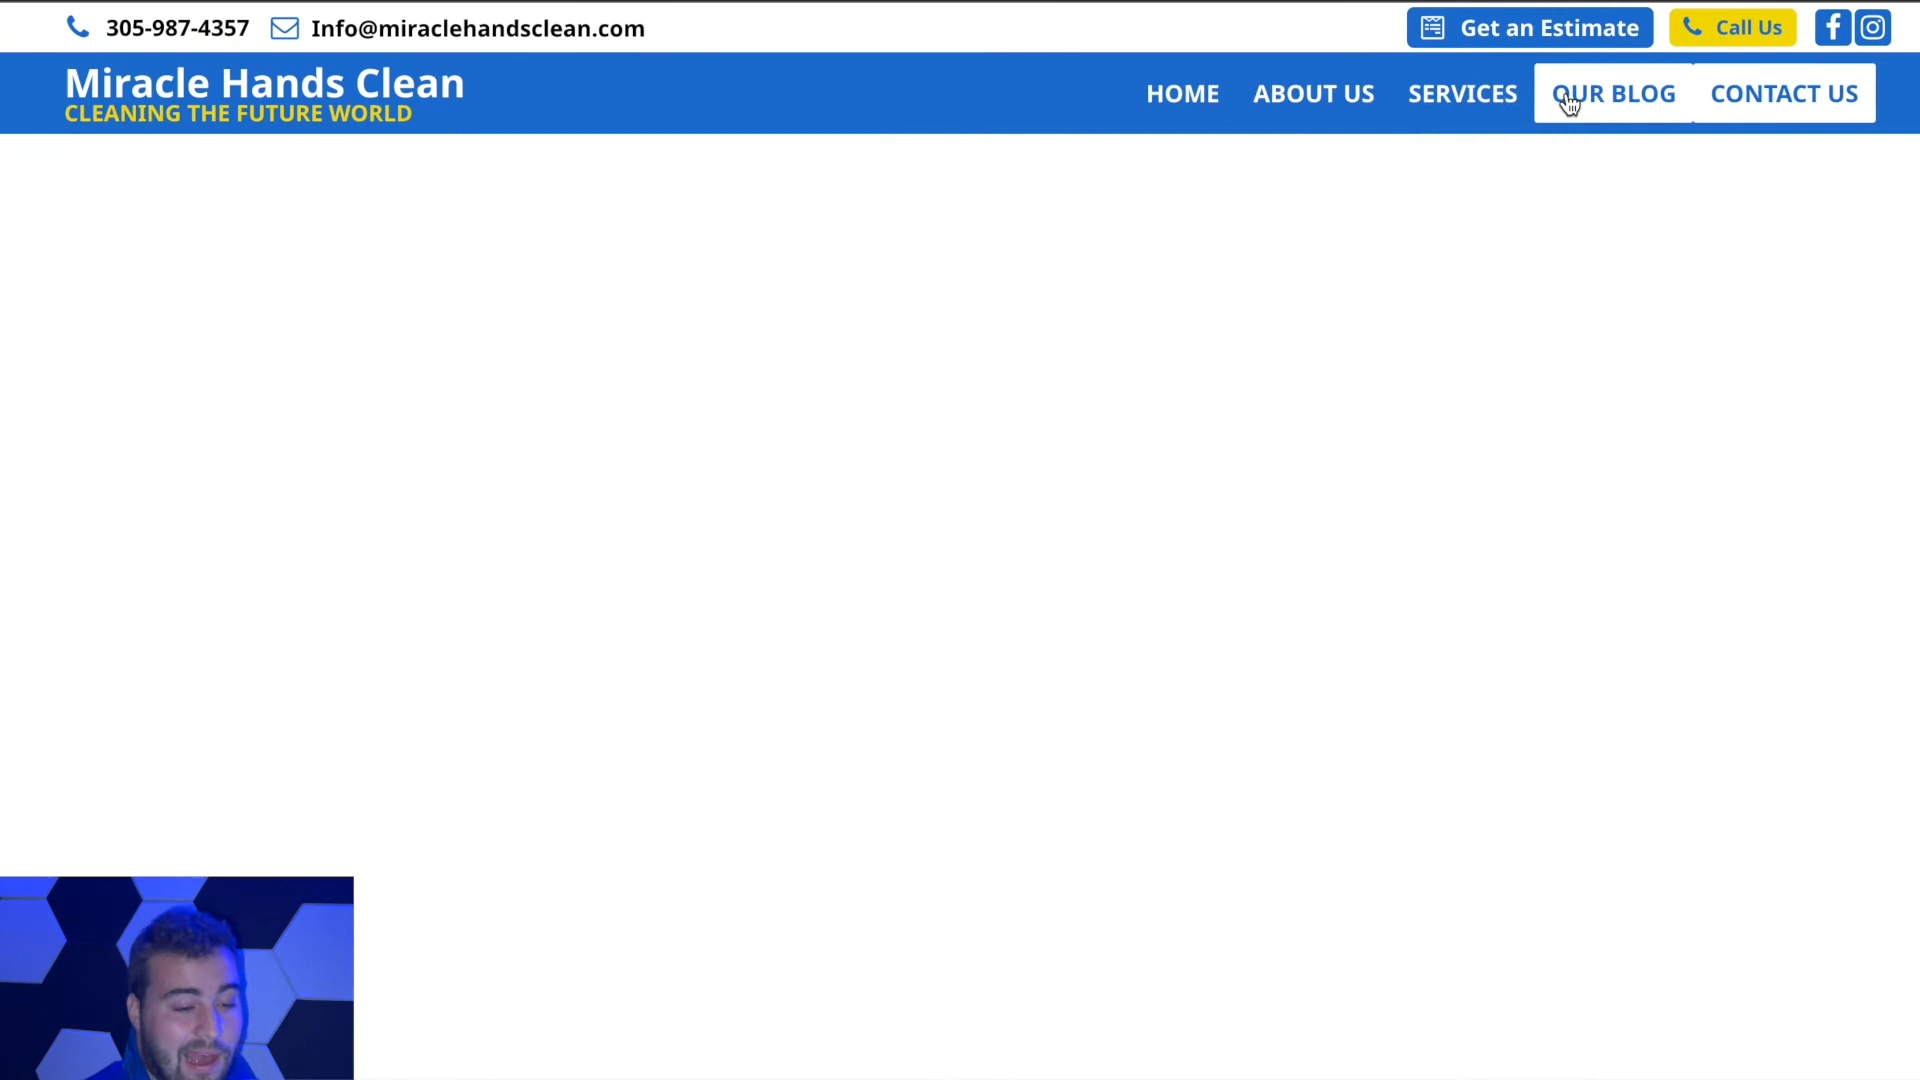 305-987-4357 Info@miraclehandsclean.com Get an Estimate Call Us
Miracle Hands Clean
CLEANING THE FUTURE WORLD
HOME ABOUT US SERVICES OUR BLOG CONTACT US